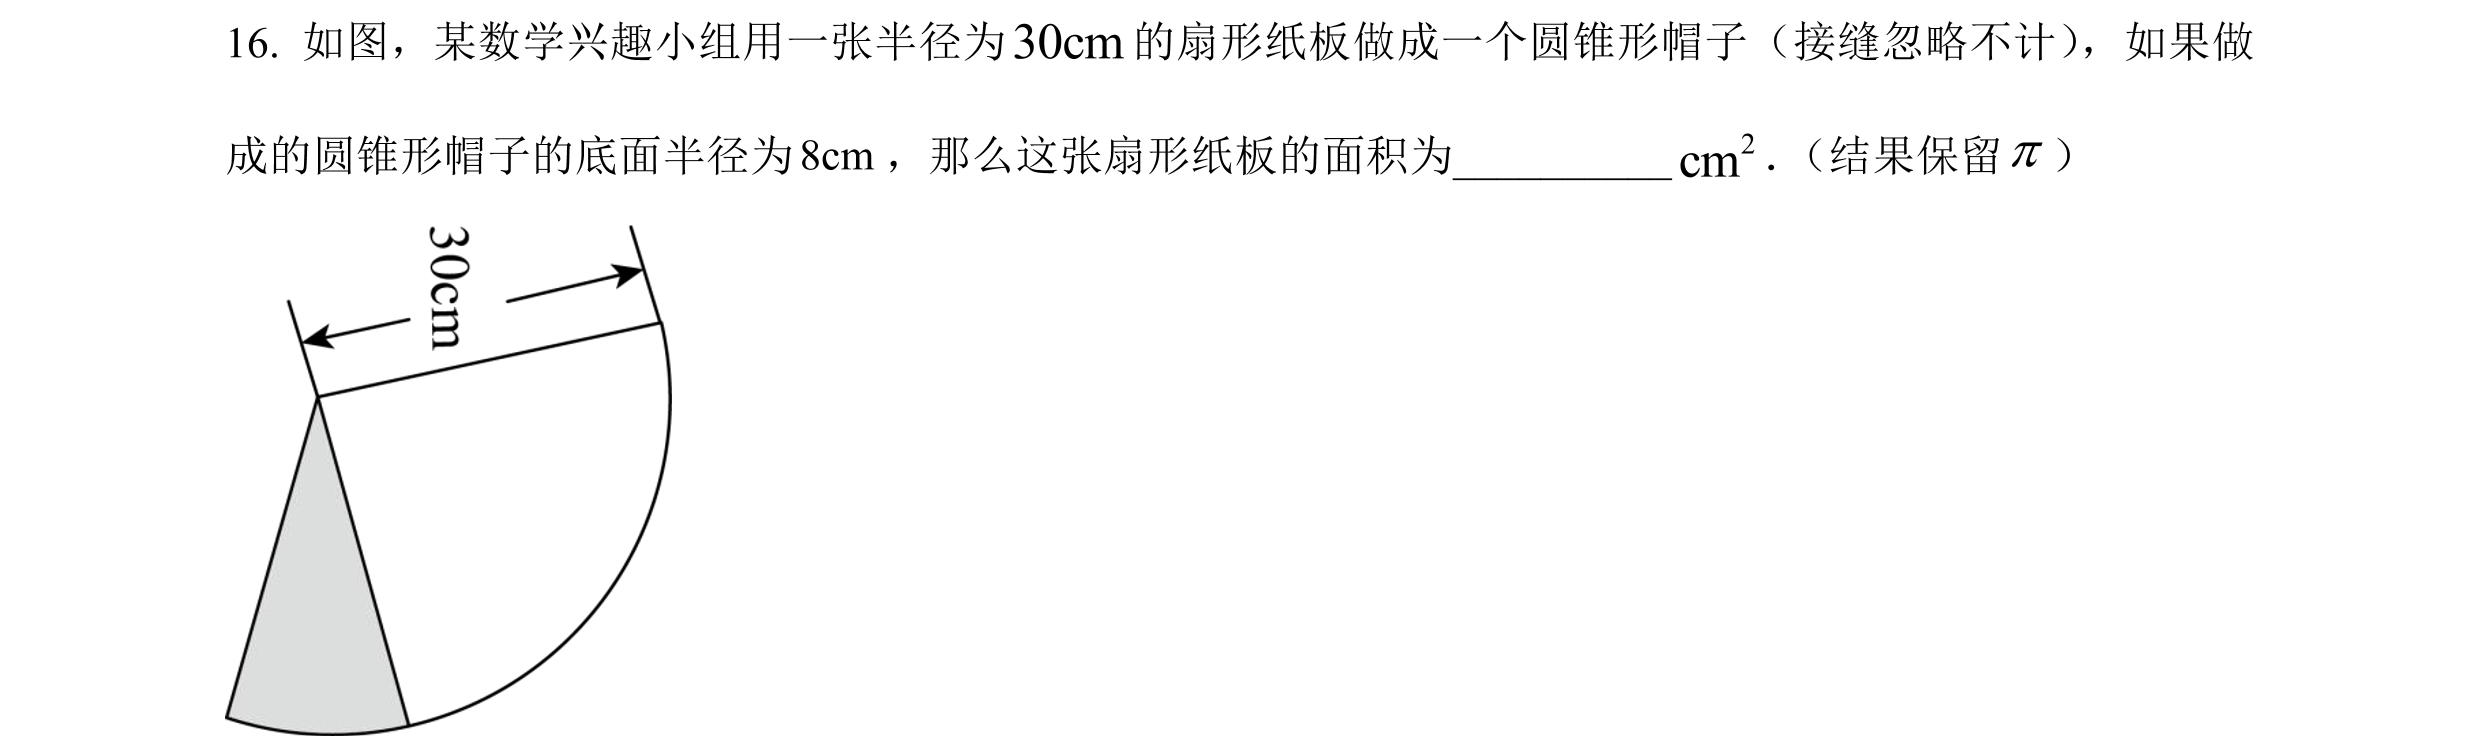 16. 如图，某数学兴趣小组用一张半径为30cm的扇形纸板做成一个圆锥形帽子（接缝忽略不计），如果做
成的圆锥形帽子的底面半径为8cm，那么这张扇形纸板的面积为__________cm²．（结果保留π）
30cm